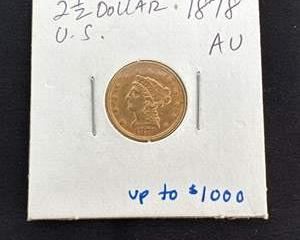 2½ DOLLAR . 1878
U.S.
AU
up to $1000